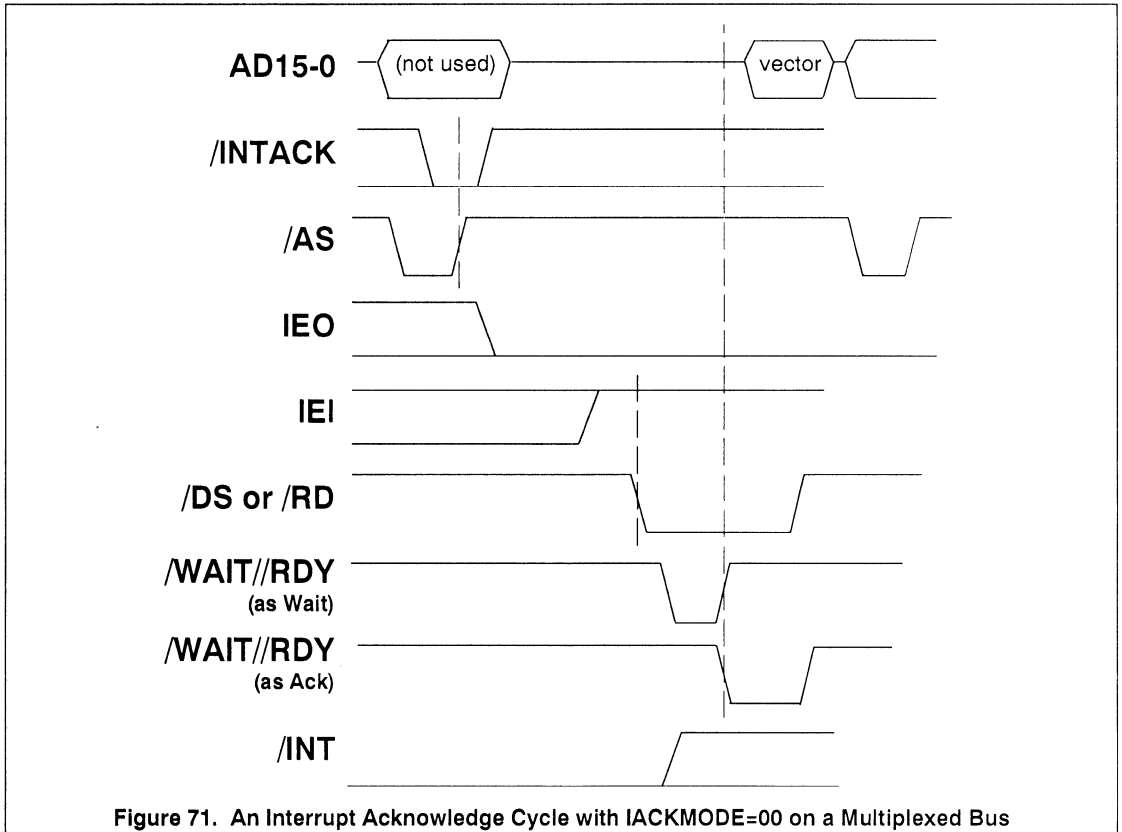 AD15-0
(not used)
vector
/INTACK
/AS
IEO
IEI
/DS or /RD
/WAIT//RDY
(as Wait)
/WAIT//RDY
(as Ack)
/INT
Figure 71. An Interrupt Acknowledge Cycle with IACKMODE=00 on a Multiplexed Bus